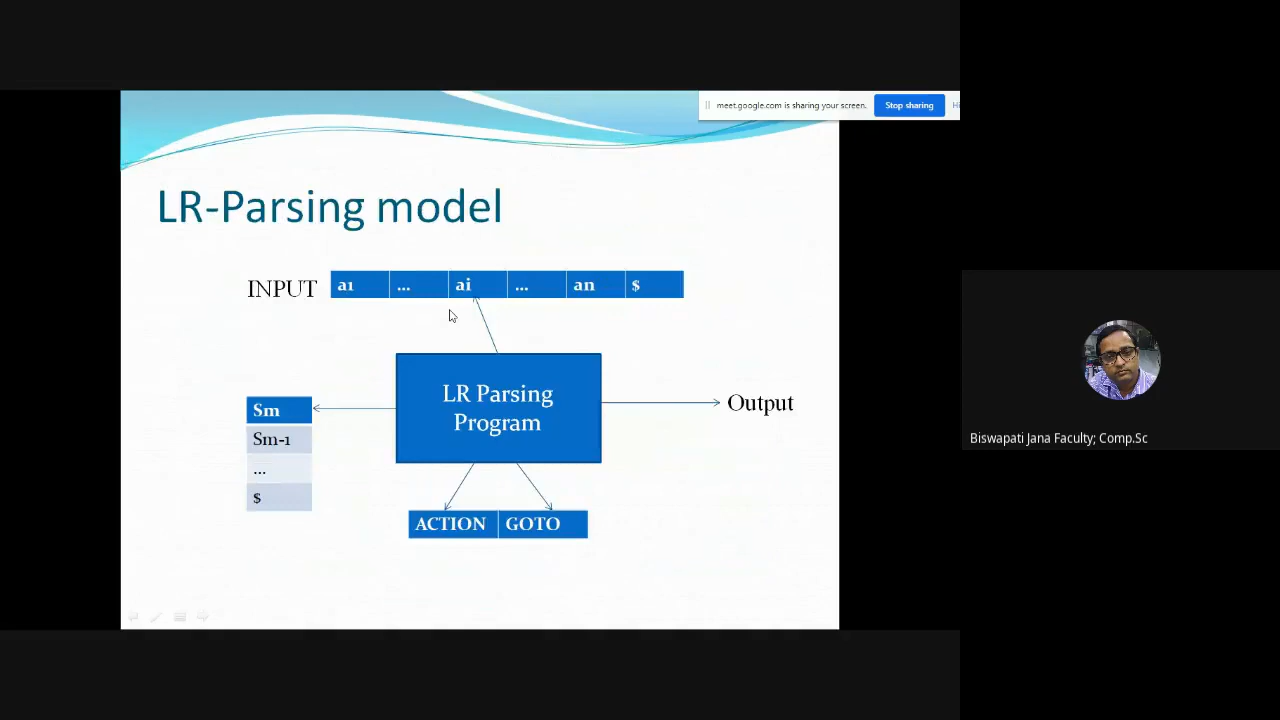 meet.google.com is sharing your screen. Stop sharing Hi
LR-Parsing model
INPUT a1 ... ai ... an $
LR Parsing
Program
Output
Sm
Sm-1
...
$
ACTION GOTO
Biswapati Jana Faculty; Comp.Sc